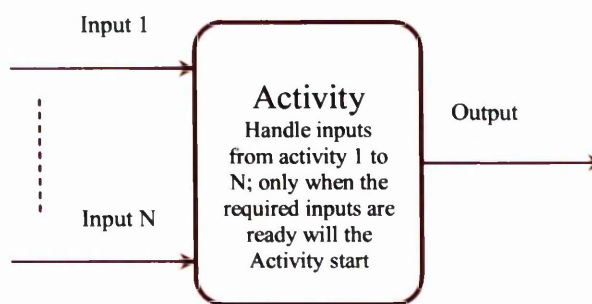 Input 1
Activity
Handle inputs
from activity 1 to
N; only when the
required inputs are
ready will the
Activity start
Output
Input N